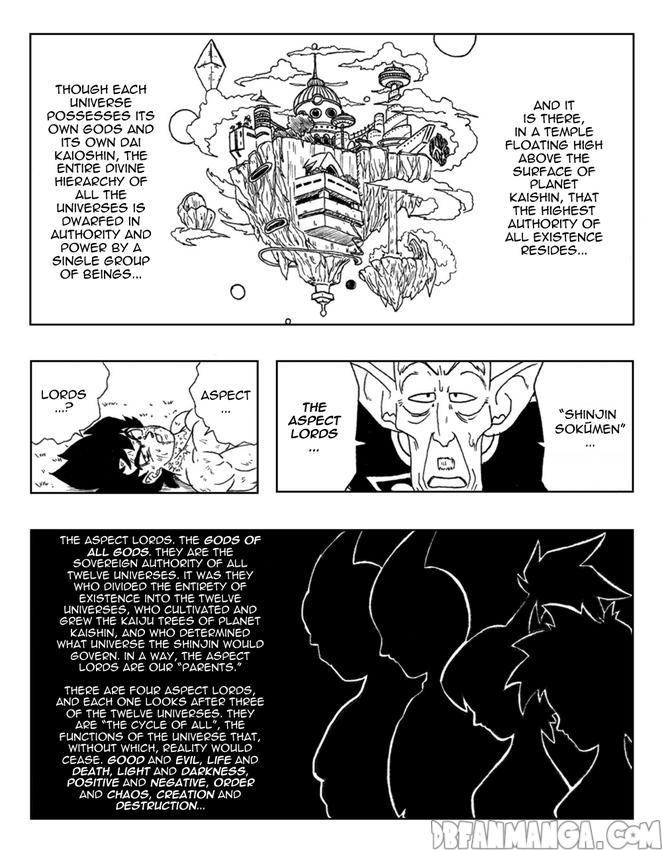 THOUGH EACH
UNIVERSE
POSSESSES ITS
OWN GODS AND
ITS OWN DAI
KAIOSHIN, THE
ENTIRE DIVINE
HIERARCHY OF
ALL THE
UNIVERSES IS
DWARFED IN
AUTHORITY AND
POWER BY A
SINGLE GROUP
OF BEINGS...
AND IT
IS THERE,
IN A TEMPLE
FLOATING HIGH
ABOVE THE
SURFACE OF
PLANET
KAISHIN, THAT
THE HIGHEST
AUTHORITY OF
ALL EXISTENCE
RESIDES...
LORDS
...?
ASPECT
...
THE
ASPECT
LORDS
...
"SHINJIN
SOKŪMEN"
...
THE ASPECT LORDS. THE GODS OF
ALL GODS. THEY ARE THE
SOVEREIGN AUTHORITY OF ALL
TWELVE UNIVERSES. IT WAS THEY
WHO DIVIDED THE ENTIRETY OF
EXISTENCE INTO THE TWELVE
UNIVERSES, WHO CULTIVATED AND
GREW THE KAIJU TREES OF PLANET
KAISHIN, AND WHO DETERMINED
WHAT UNIVERSE THE SHINJIN WOULD
GOVERN. IN A WAY, THE ASPECT
LORDS ARE OUR "PARENTS."
THERE ARE FOUR ASPECT LORDS,
AND EACH ONE LOOKS AFTER THREE
OF THE TWELVE UNIVERSES. THEY
ARE "THE CYCLE OF ALL", THE
FUNCTIONS OF THE UNIVERSE THAT,
WITHOUT WHICH, REALITY WOULD
CEASE. GOOD AND EVIL, LIFE AND
DEATH, LIGHT AND DARKNESS,
POSITIVE AND NEGATIVE, ORDER
AND CHAOS, CREATION AND
DESTRUCTION...
DBFANMANGA.COM